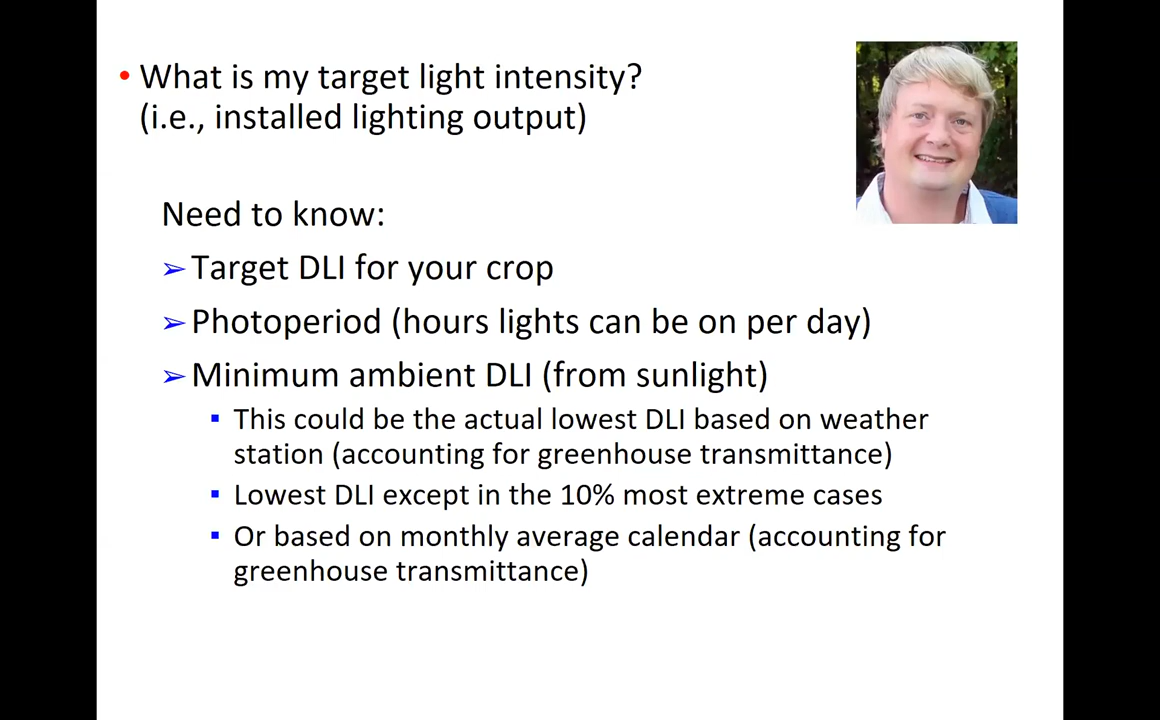 • What is my target light intensity?
(i.e., installed lighting output)
Need to know:
➢ Target DLI for your crop
➢ Photoperiod (hours lights can be on per day)
➢ Minimum ambient DLI (from sunlight)
▪ This could be the actual lowest DLI based on weather
station (accounting for greenhouse transmittance)
▪ Lowest DLI except in the 10% most extreme cases
▪ Or based on monthly average calendar (accounting for
greenhouse transmittance)